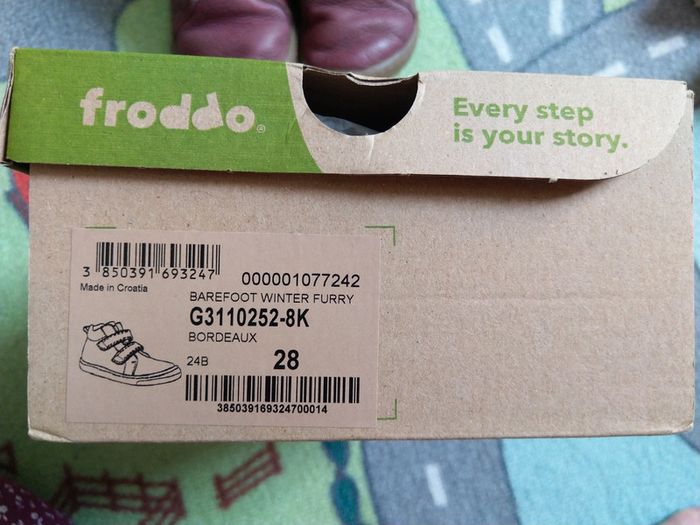 froddo®
Every step
is your story.
3 850391 693247
000001077242
Made in Croatia
BAREFOOT WINTER FURRY
G3110252-8K
BORDEAUX
24B
28
385039169324700014